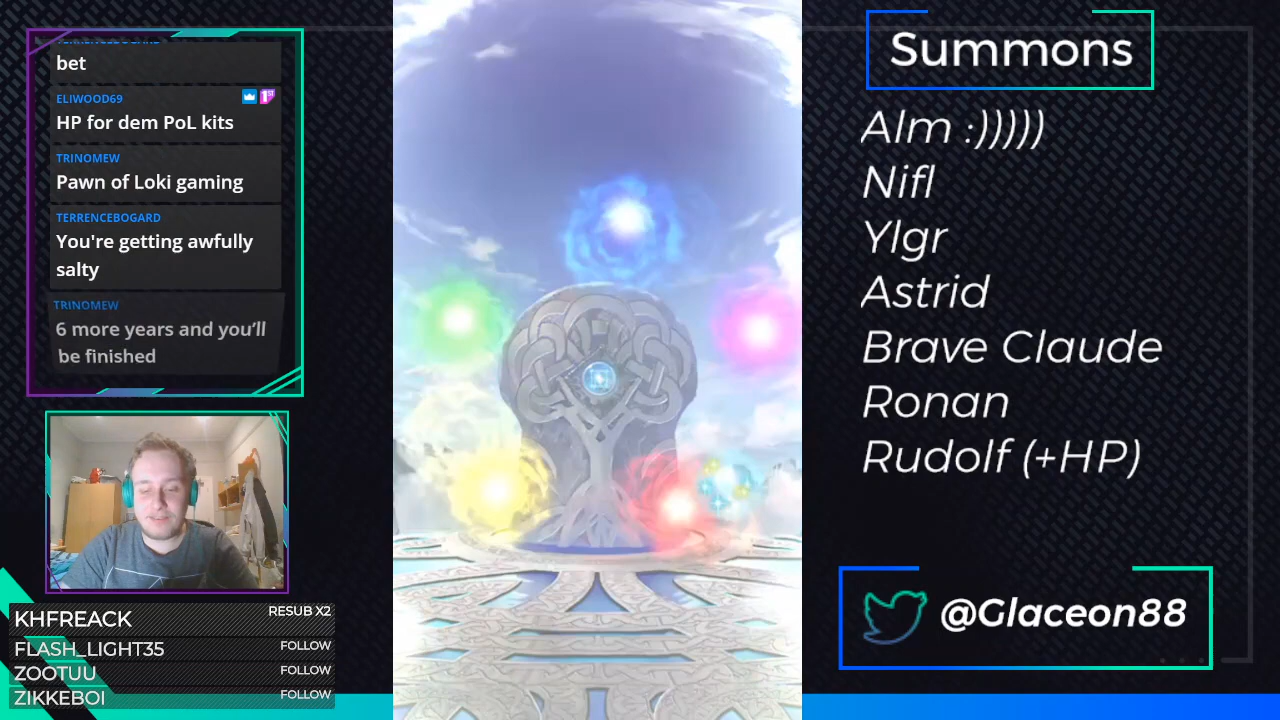 bet
ELIWOOD69
HP for dem PoL kits
TRINOMEW
Pawn of Loki gaming
TERRENCEBOGARD
You're getting awfully
salty
TRINOMEW
6 more years and you'll
be finished
KHFREACK RESUB X2
FLASH_LIGHT35 FOLLOW
ZOOTUU FOLLOW
ZIKKEBOI FOLLOW
Summons
Alm :)))))
Nifl
Ylgr
Astrid
Brave Claude
Ronan
Rudolf (+HP)
@Glaceon88